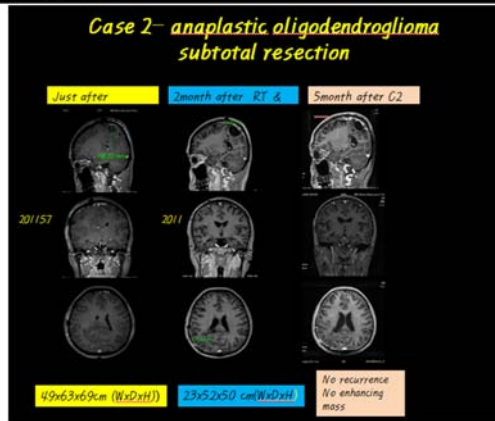 Case 2– anaplastic oligodendroglioma
subtotal resection
Just after
2month after RT &
5month after C2
201157
2011
49x63x69cm (WxDxH))
23x52x50 cm(WxDxH)
No recurrence
No enhancing
mass